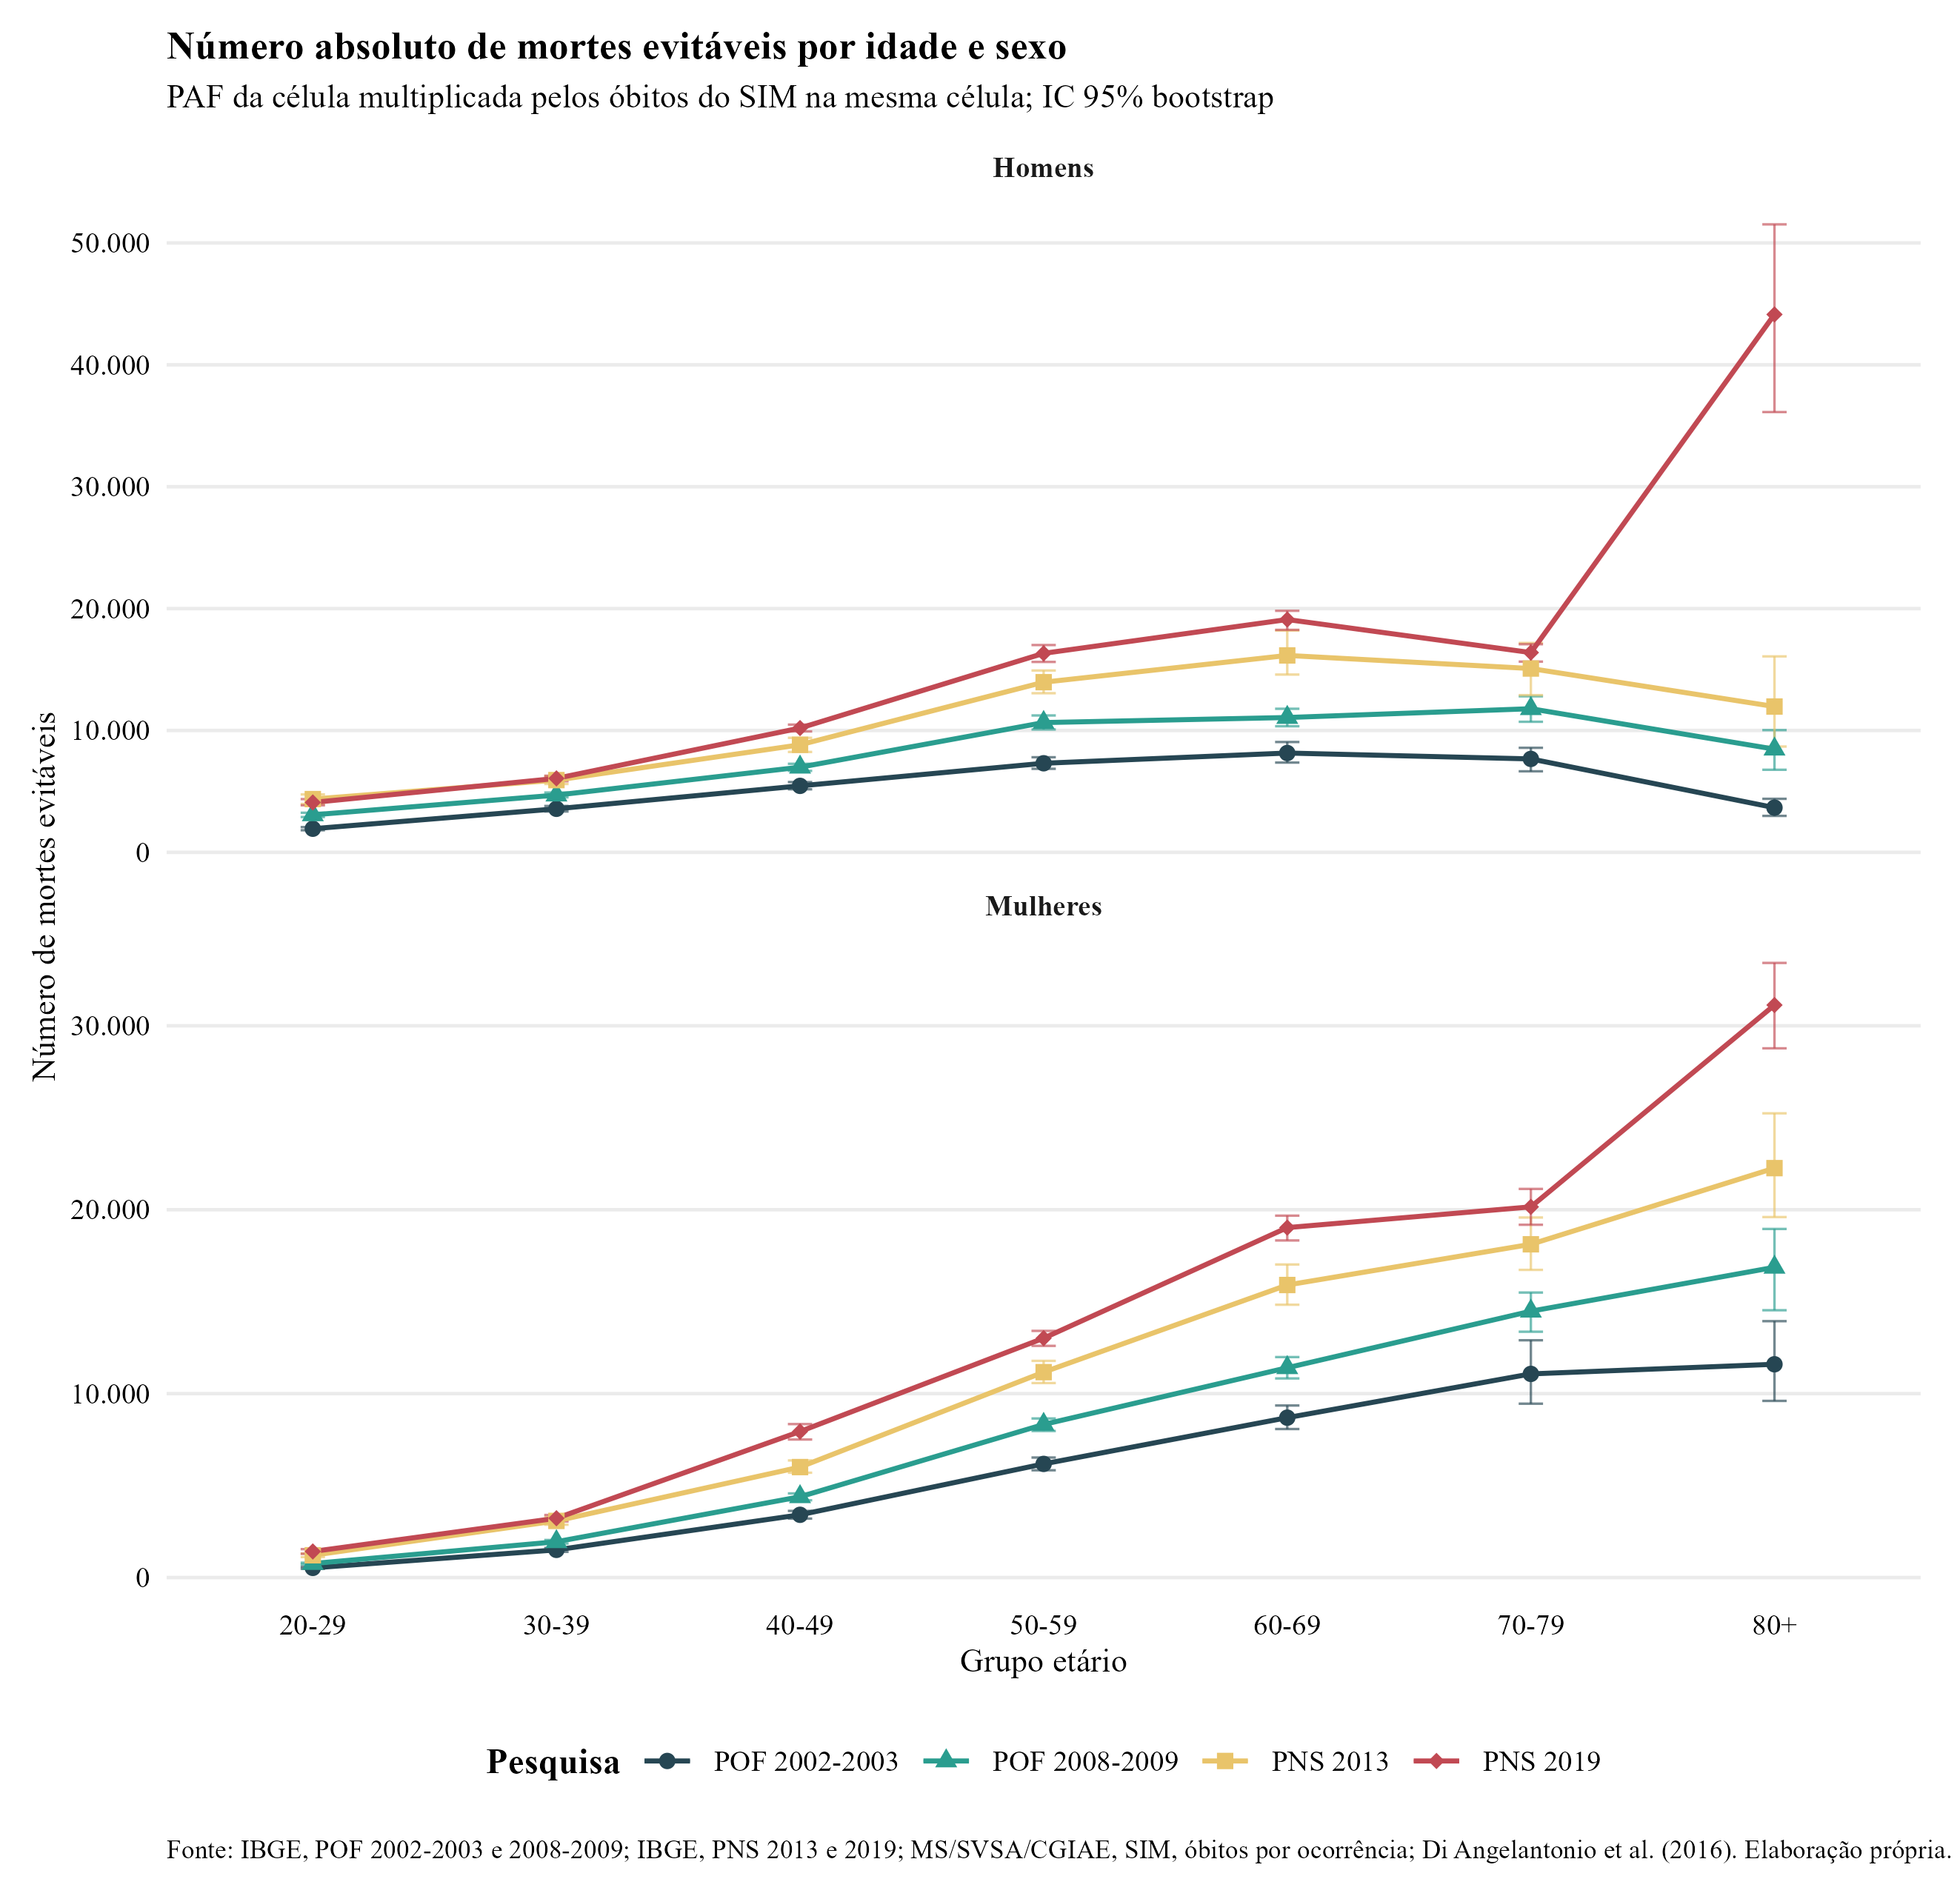 Número absoluto de mortes evitáveis por idade e sexo
PAF da célula multiplicada pelos óbitos do SIM na mesma célula; IC 95% bootstrap
Homens
50.000
40.000
30.000
20.000
10.000
0
Número de mortes evitáveis
Mulheres
30.000
20.000
10.000
0
20-29 30-39 40-49 50-59 60-69 70-79 80+
Grupo etário
Pesquisa POF 2002-2003 POF 2008-2009 PNS 2013 PNS 2019
Fonte: IBGE, POF 2002-2003 e 2008-2009; IBGE, PNS 2013 e 2019; MS/SVSA/CGIAE, SIM, óbitos por ocorrência; Di Angelantonio et al. (2016). Elaboração própria.